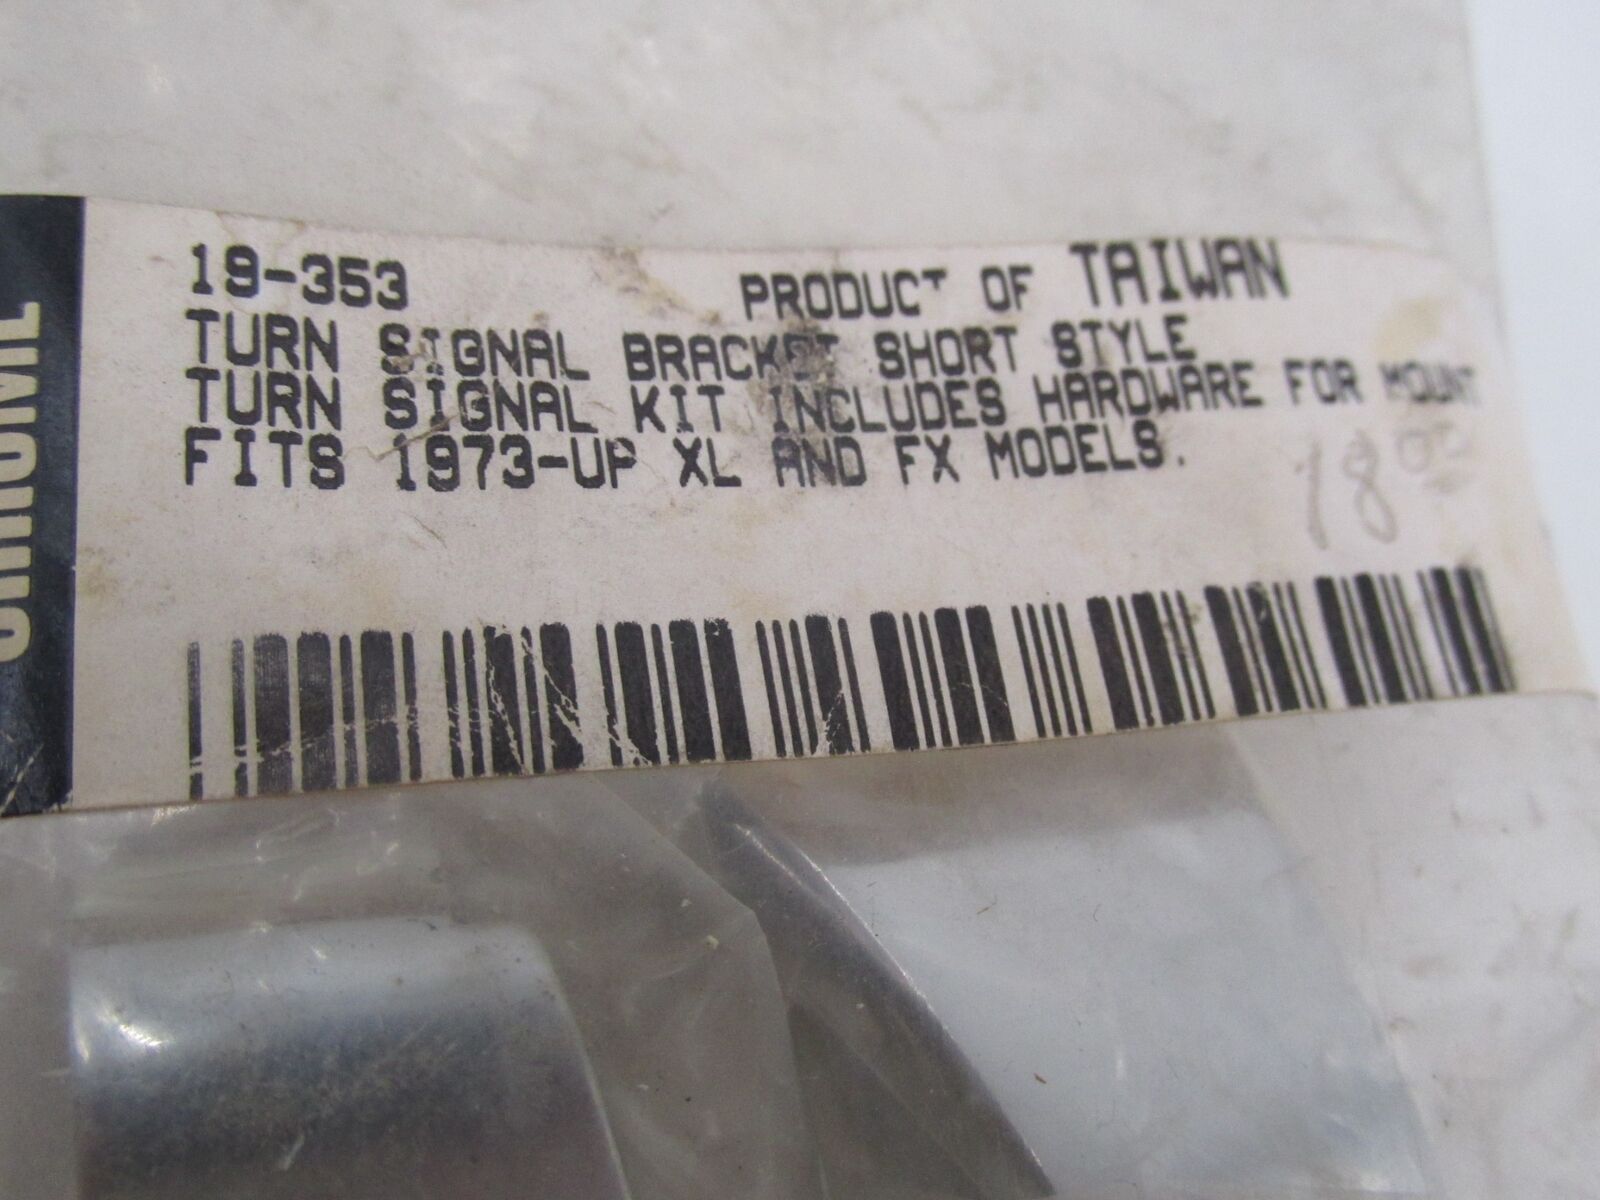 19-353 PRODUCT OF TAIWAN
TURN SIGNAL BRACKET SHORT STYLE
TURN SIGNAL KIT INCLUDES HARDWARE FOR MOUNT
FITS 1973-UP XL AND FX MODELS.
18 00